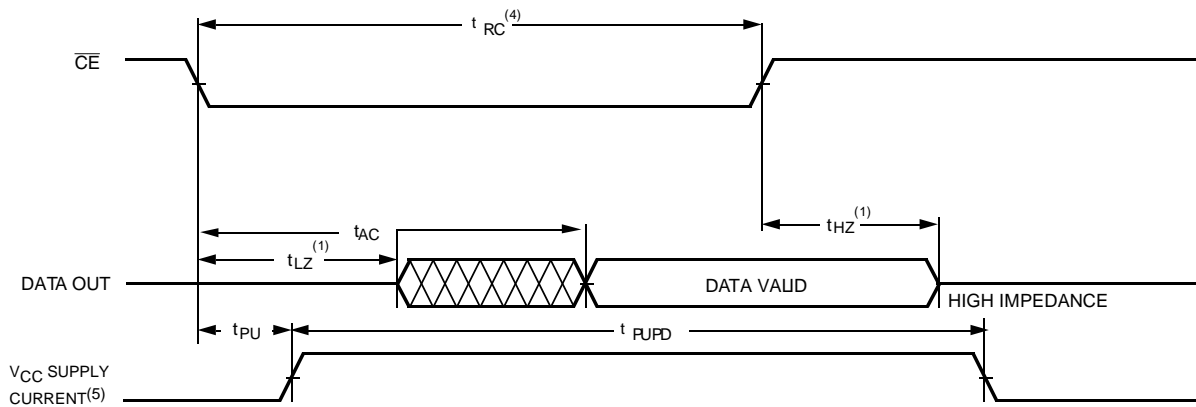 t RC(4)
CE
tAC
tHZ(1)
tLZ(1)
DATA OUT
DATA VALID
HIGH IMPEDANCE
tPU
t PUPD
VCC SUPPLY
CURRENT(5)